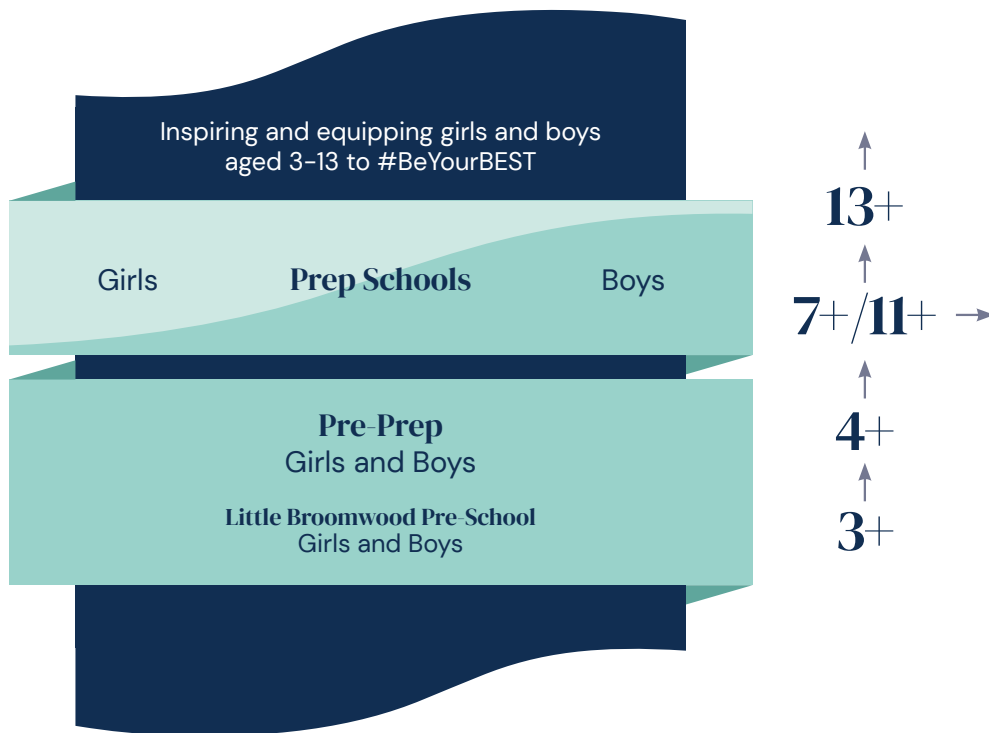 Inspiring and equipping girls and boys
aged 3-13 to #BeYourBEST
Girls
Prep Schools
Boys
Pre-Prep
Girls and Boys
Little Broomwood Pre-School
Girls and Boys
13+
7+/11+
4+
3+